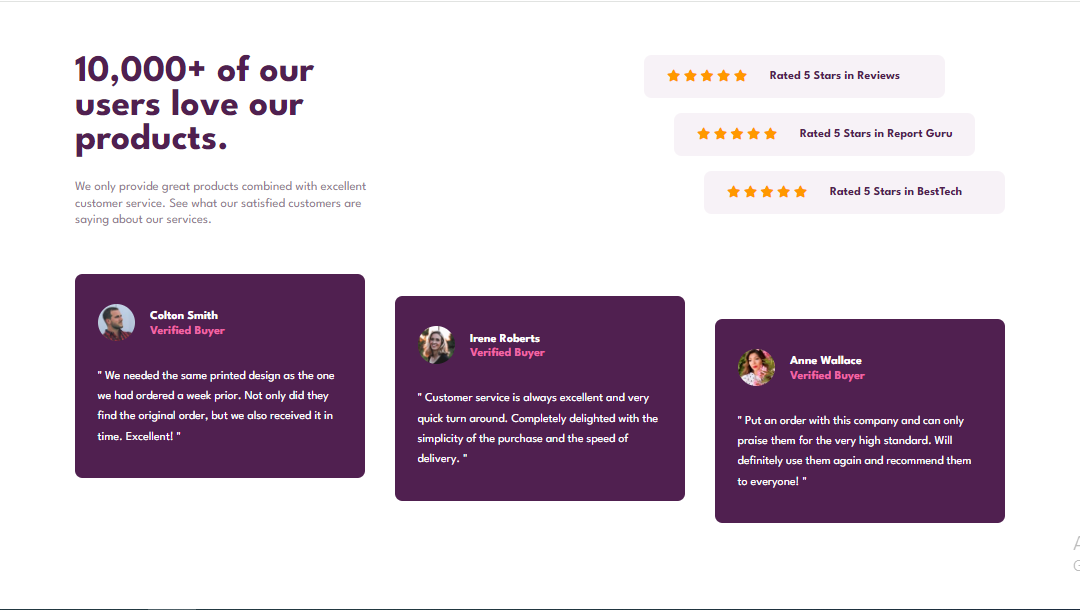 10,000+ of our
users love our
products.
We only provide great products combined with excellent
customer service. See what our satisfied customers are
saying about our services.
Rated 5 Stars in Reviews
Rated 5 Stars in Report Guru
Rated 5 Stars in BestTech
Colton Smith
Verified Buyer
" We needed the same printed design as the one
we had ordered a week prior. Not only did they
find the original order, but we also received it in
time. Excellent! "
Irene Roberts
Verified Buyer
" Customer service is always excellent and very
quick turn around. Completely delighted with the
simplicity of the purchase and the speed of
delivery. "
Anne Wallace
Verified Buyer
" Put an order with this company and can only
praise them for the very high standard. Will
definitely use them again and recommend them
to everyone! "